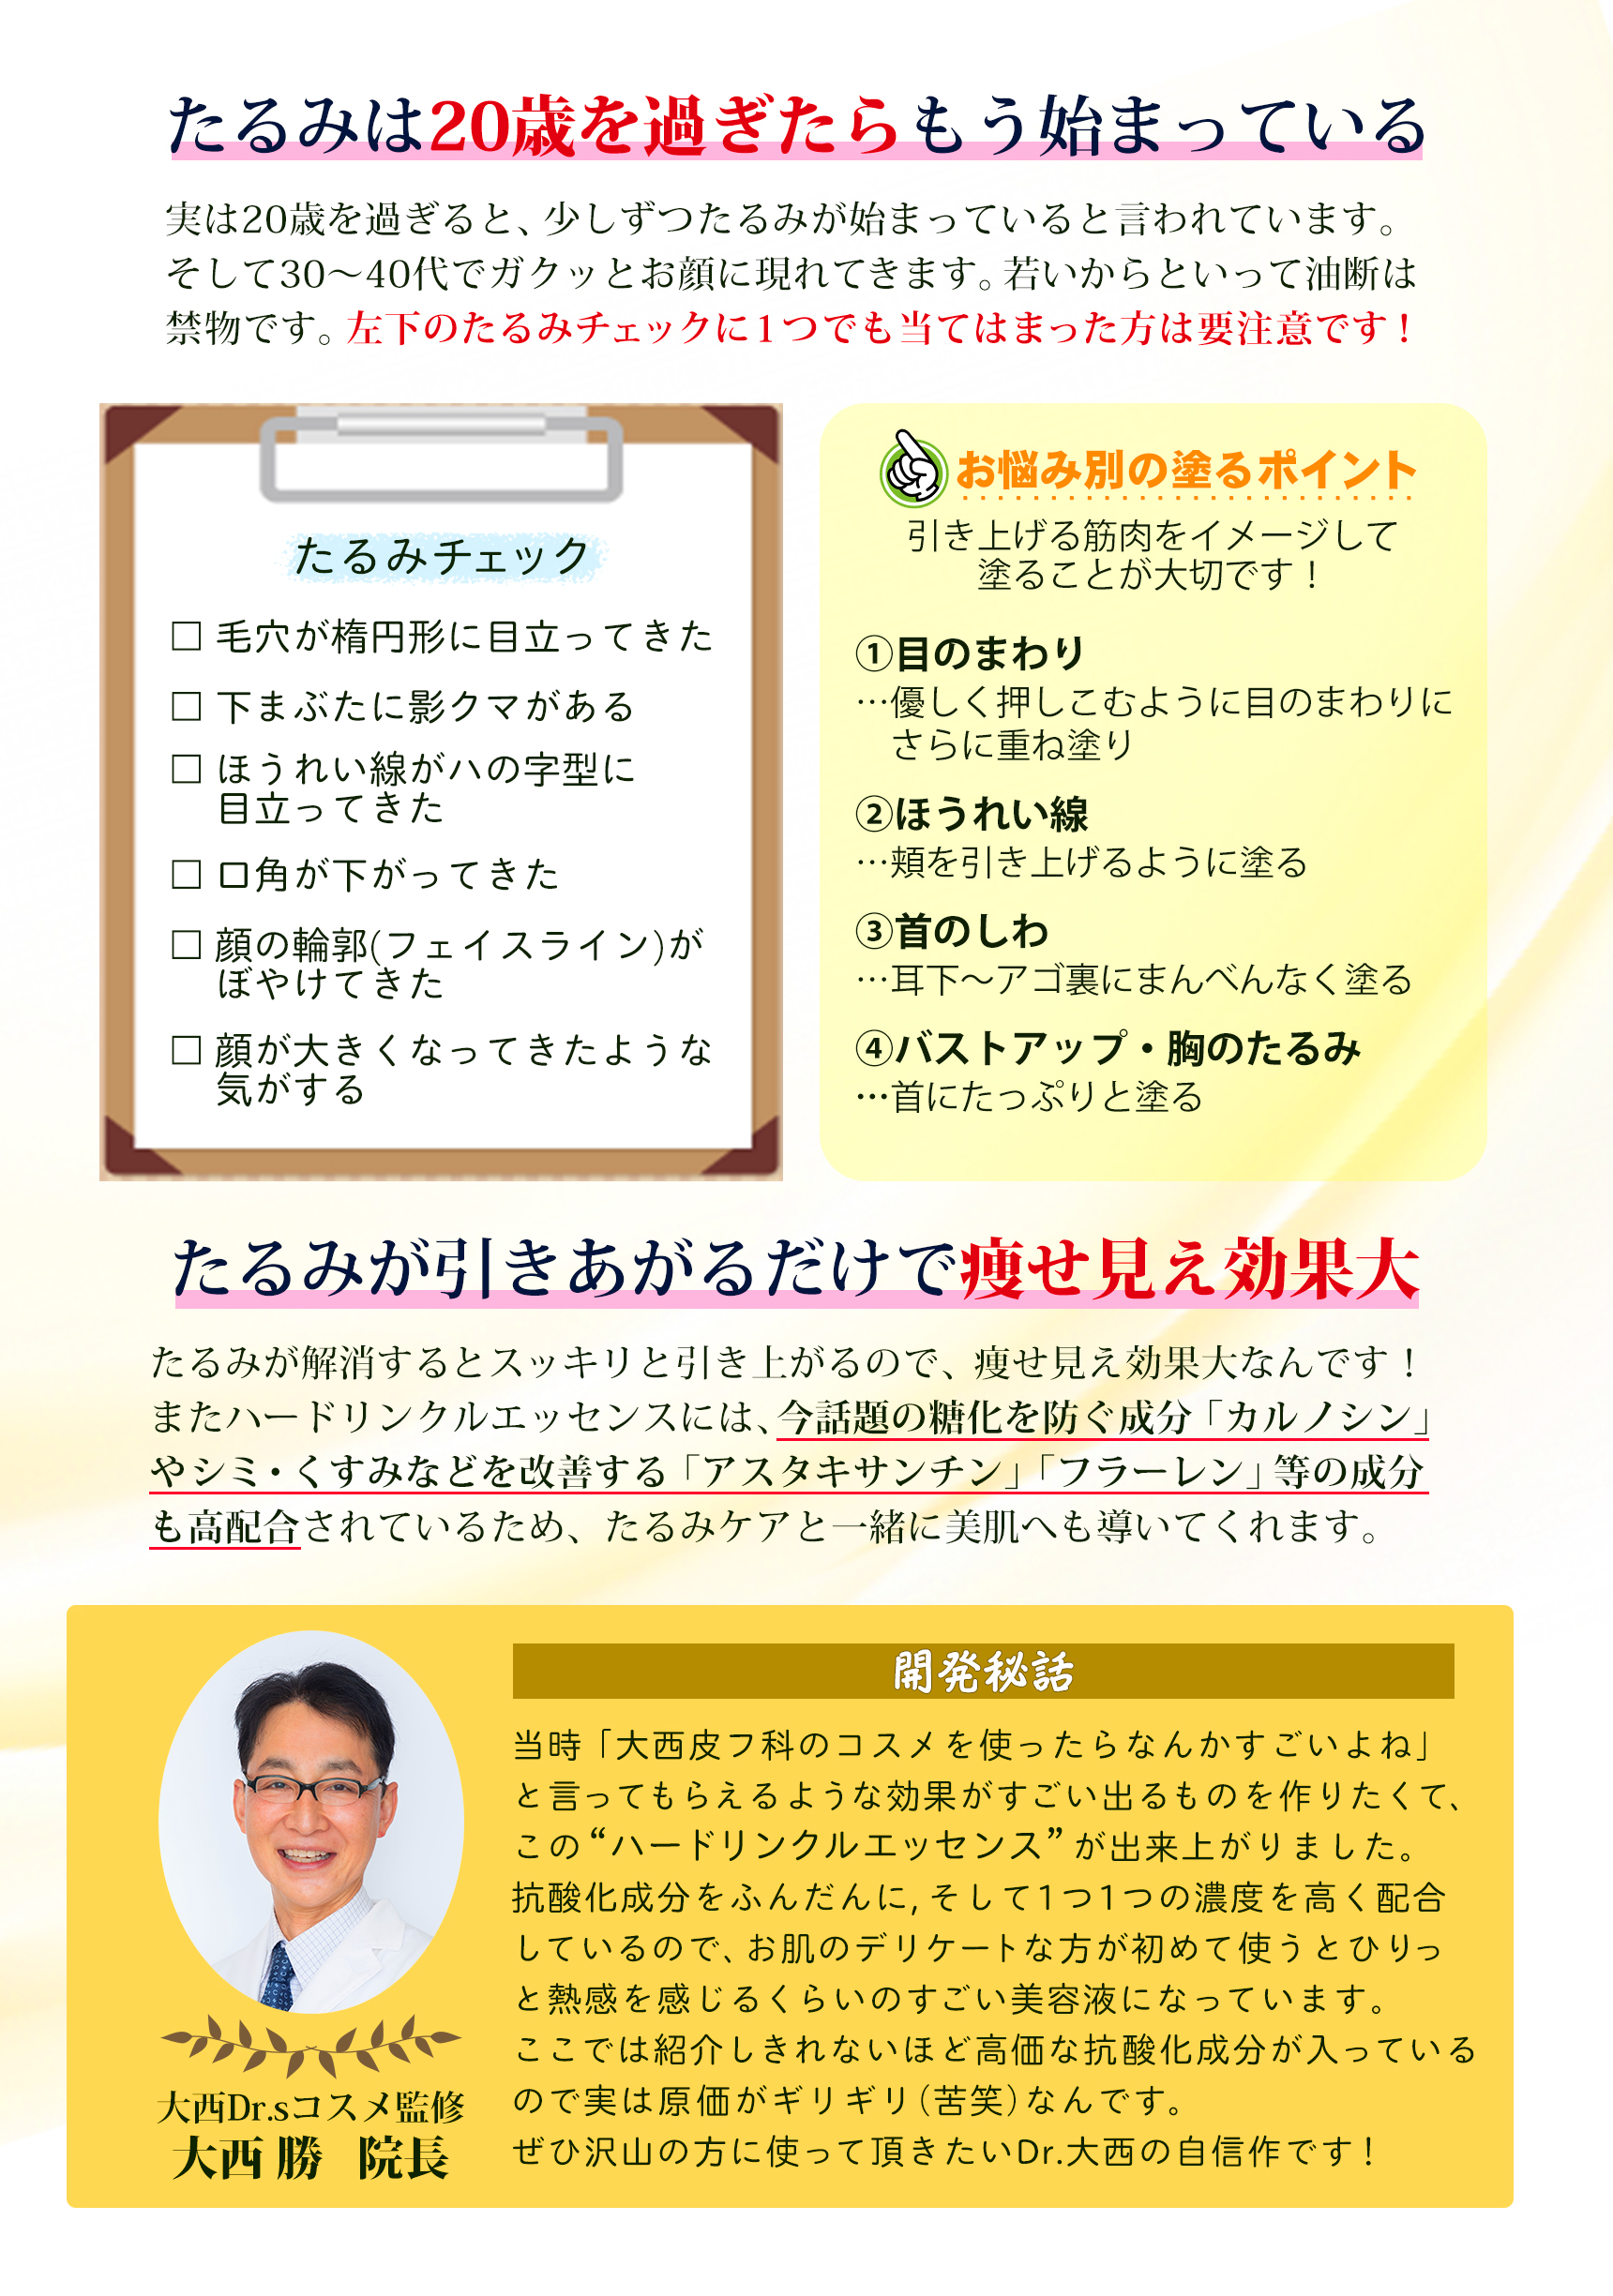 たるみは20歳を過ぎたらもう始まっている
実は20歳を過ぎると、少しずつたるみが始まっていると言われています。
そして30～40代でガクッとお顔に現れてきます。若いからといって油断は
禁物です。左下のたるみチェックに1つでも当てはまった方は要注意です！
たるみチェック
□ 毛穴が楕円形に目立ってきた
□ 下まぶたに影クマがある
□ ほうれい線がハの字型に
目立ってきた
□ 口角が下がってきた
□ 顔の輪郭(フェイスライン)が
ぼやけてきた
□ 顔が大きくなってきたような
気がする
お悩み別の塗るポイント
引き上げる筋肉をイメージして
塗ることが大切です！
①目のまわり
…優しく押しこむように目のまわりに
さらに重ね塗り
②ほうれい線
…頬を引き上げるように塗る
③首のしわ
…耳下～アゴ裏にまんべんなく塗る
④バストアップ・胸のたるみ
…首にたっぷりと塗る
たるみが引きあがるだけで痩せ見え効果大
たるみが解消するとスッキリと引き上がるので、痩せ見え効果大なんです！
またハードリンクルエッセンスには、今話題の糖化を防ぐ成分「カルノシン」
やシミ・くすみなどを改善する「アスタキサンチン」「フラーレン」等の成分
も高配合されているため、たるみケアと一緒に美肌へも導いてくれます。
開発秘話
当時「大西皮フ科のコスメを使ったらなんかすごいよね」
と言ってもらえるような効果がすごい出るものを作りたくて、
この“ハードリンクルエッセンス”が出来上がりました。
抗酸化成分をふんだんに,そして1つ1つの濃度を高く配合
しているので、お肌のデリケートな方が初めて使うとひりっ
と熱感を感じるくらいのすごい美容液になっています。
ここでは紹介しきれないほど高価な抗酸化成分が入っている
ので実は原価がギリギリ(苦笑)なんです。
ぜひ沢山の方に使って頂きたいDr.大西の自信作です！
大西Dr.sコスメ監修
大西 勝 院長